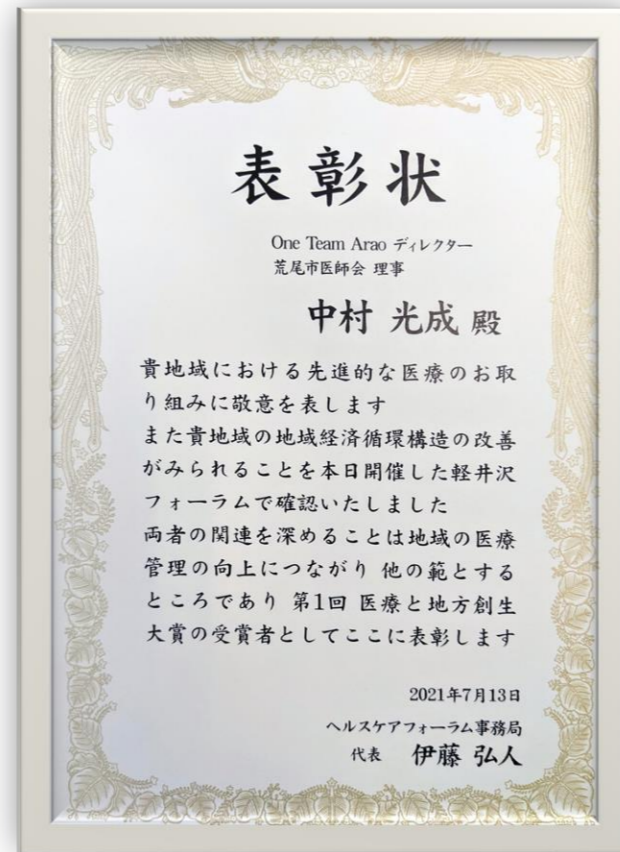 表彰状
One Team Arao ディレクター
荒尾市医師会 理事
中村 光成 殿
貴地域における先進的な医療のお取
り組みに敬意を表します
また貴地域の地域経済循環構造の改善
がみられることを本日開催した軽井沢
フォーラムで確認いたしました
両者の関連を深めることは地域の医療
管理の向上につながり 他の範とする
ところであり 第1回 医療と地方創生
大賞の受賞者としてここに表彰します
2021年7月13日
ヘルスケアフォーラム事務局
代表 伊藤 弘人